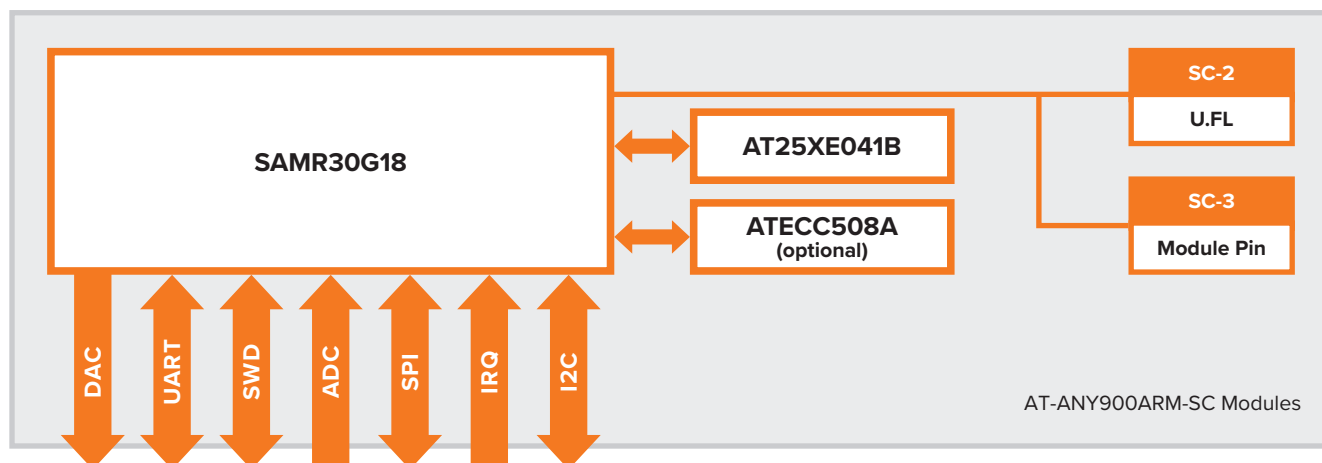 SAMR30G18
AT25XE041B
ATECC508A
(optional)
SC-2
U.FL
SC-3
Module Pin
DAC
UART
SWD
ADC
SPI
IRQ
I2C
AT-ANY900ARM-SC Modules